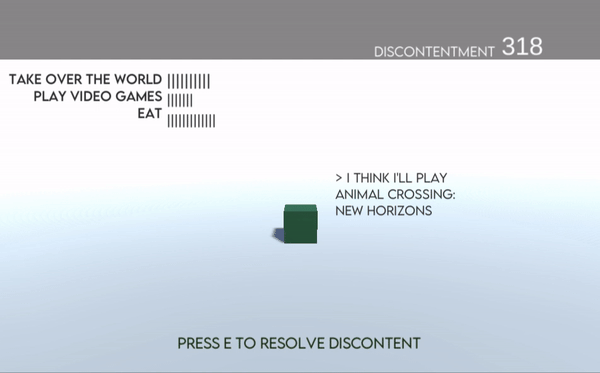 DISCONTENTMENT 318
TAKE OVER THE WORLD ||||||||||
PLAY VIDEO GAMES ||||||
EAT ||||||||||||
> I THINK I'LL PLAY
ANIMAL CROSSING:
NEW HORIZONS
PRESS E TO RESOLVE DISCONTENT